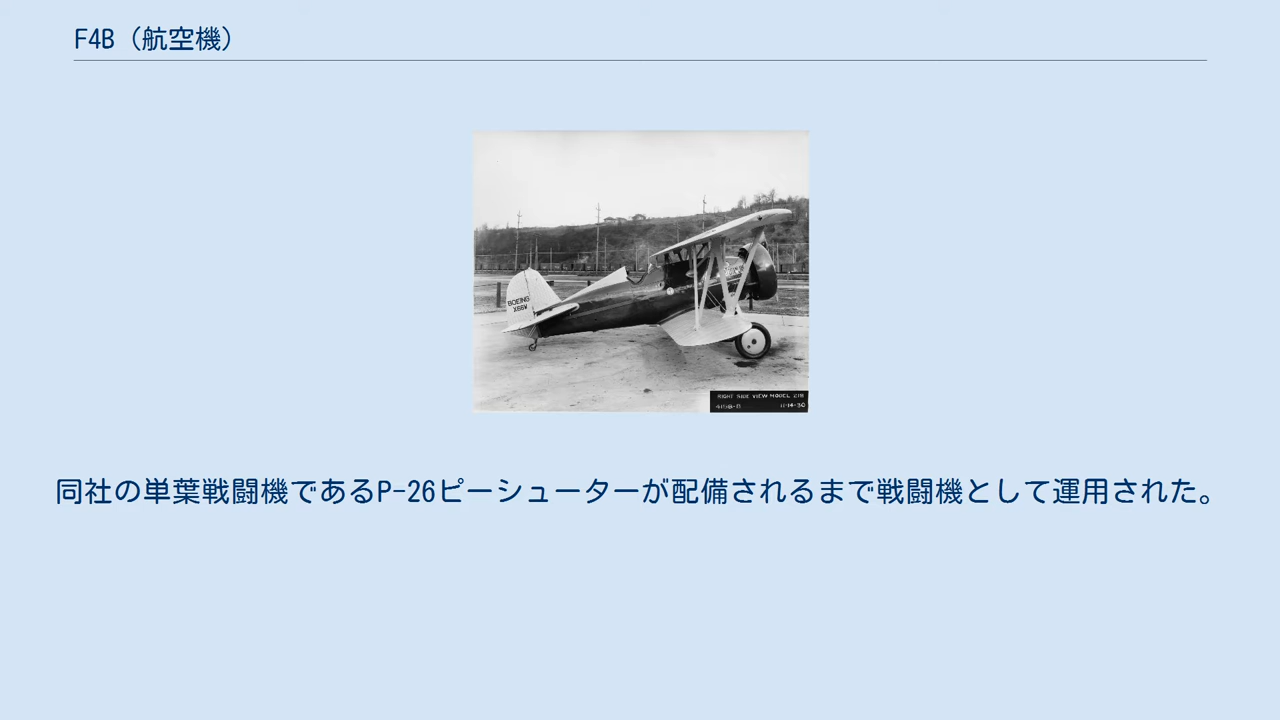 F4B（航空機）
BOEING
X66W
RIGHT SIDE VIEW MODEL 218
4158-B 11-14-30
同社の単葉戦闘機であるP-26ピーシューターが配備されるまで戦闘機として運用された。